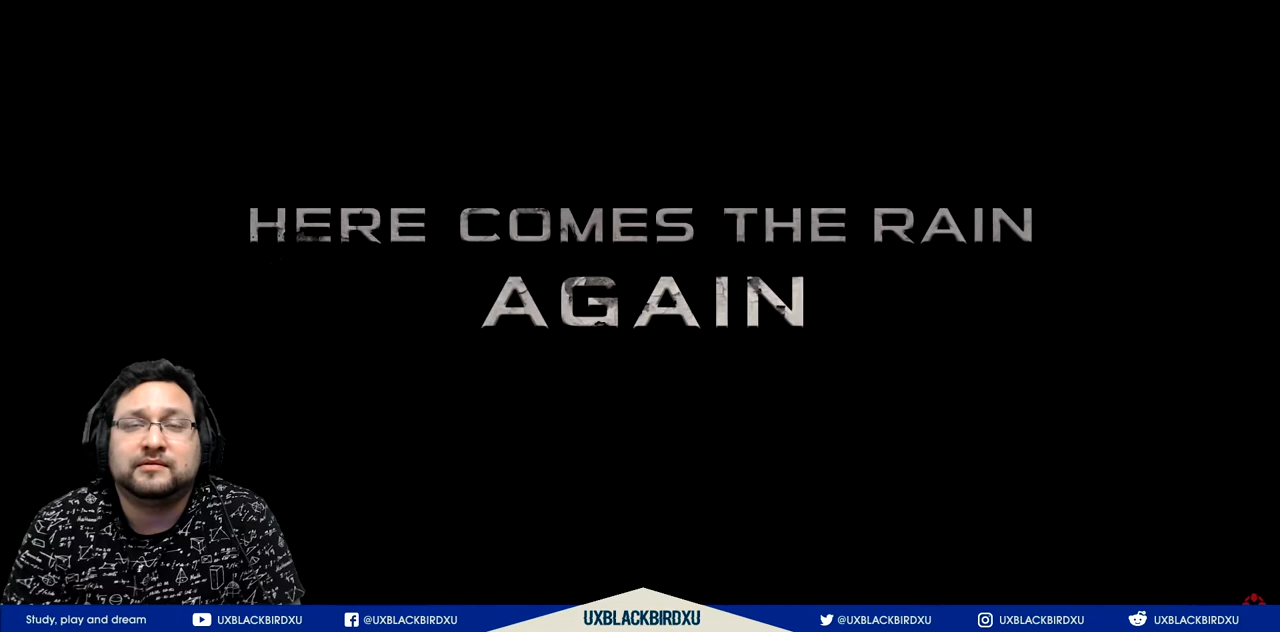 HERE COMES THE RAIN
AGAIN
Study, play and dream UXBLACKBIRDXU @UXBLACKBIRDXU UXBLACKBIRDXU @UXBLACKBIRDXU UXBLACKBIRDXU UXBLACKBIRDXU